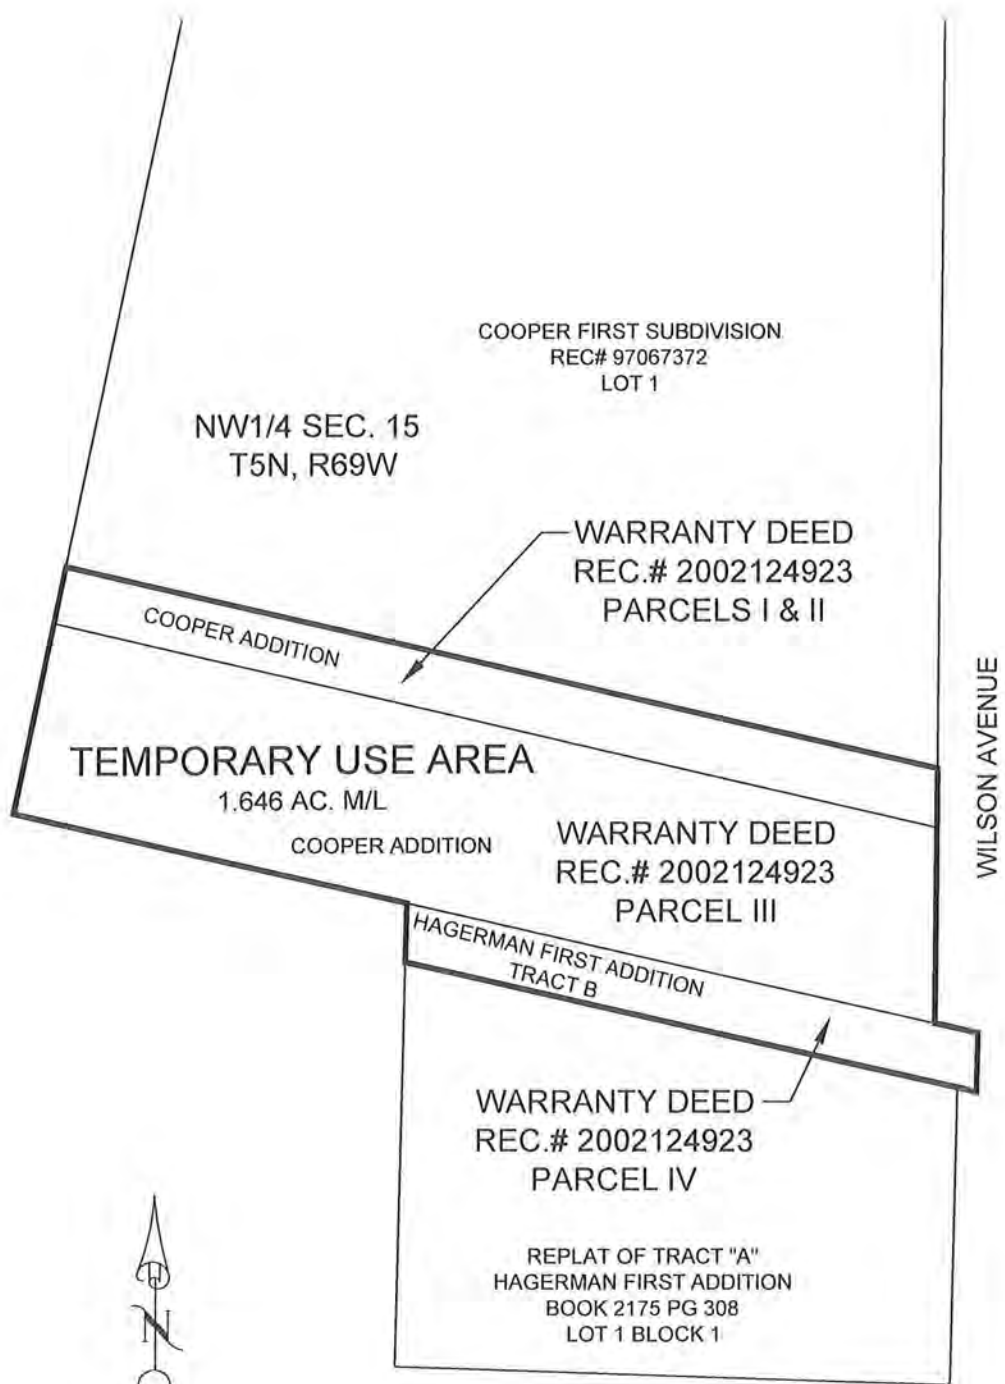 COOPER FIRST SUBDIVISION
REC# 97067372
LOT 1
NW1/4 SEC. 15
T5N, R69W
WARRANTY DEED
REC.# 2002124923
PARCELS I & II
COOPER ADDITION
WILSON AVENUE
TEMPORARY USE AREA
1.646 AC. M/L
COOPER ADDITION
WARRANTY DEED
REC.# 2002124923
PARCEL III
HAGERMAN FIRST ADDITION
TRACT B
WARRANTY DEED
REC.# 2002124923
PARCEL IV
REPLAT OF TRACT "A"
HAGERMAN FIRST ADDITION
BOOK 2175 PG 308
LOT 1 BLOCK 1
N